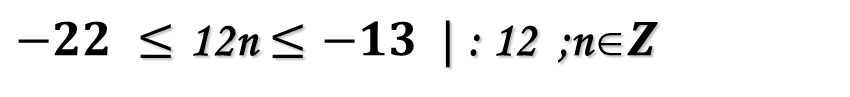 −22 ≤ 12n ≤ −13 | : 12 ;n∈Z